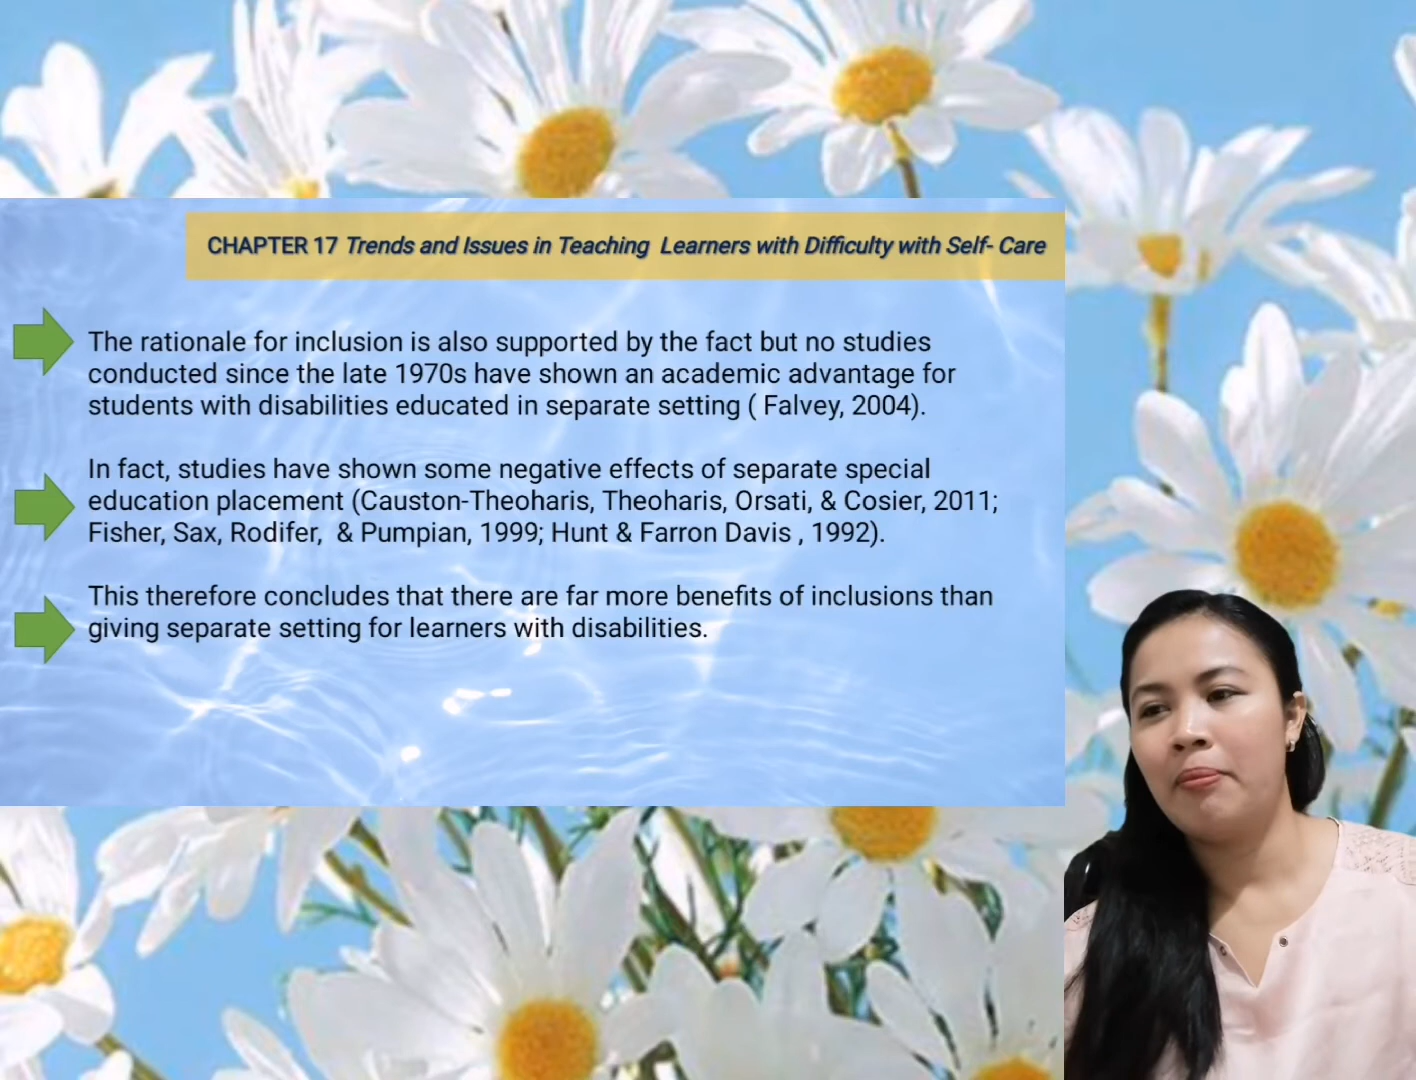 CHAPTER 17 Trends and Issues in Teaching Learners with Difficulty with Self- Care
The rationale for inclusion is also supported by the fact but no studies
conducted since the late 1970s have shown an academic advantage for
students with disabilities educated in separate setting ( Falvey, 2004).
In fact, studies have shown some negative effects of separate special
education placement (Causton-Theoharis, Theoharis, Orsati, & Cosier, 2011;
Fisher, Sax, Rodifer, & Pumpian, 1999; Hunt & Farron Davis , 1992).
This therefore concludes that there are far more benefits of inclusions than
giving separate setting for learners with disabilities.